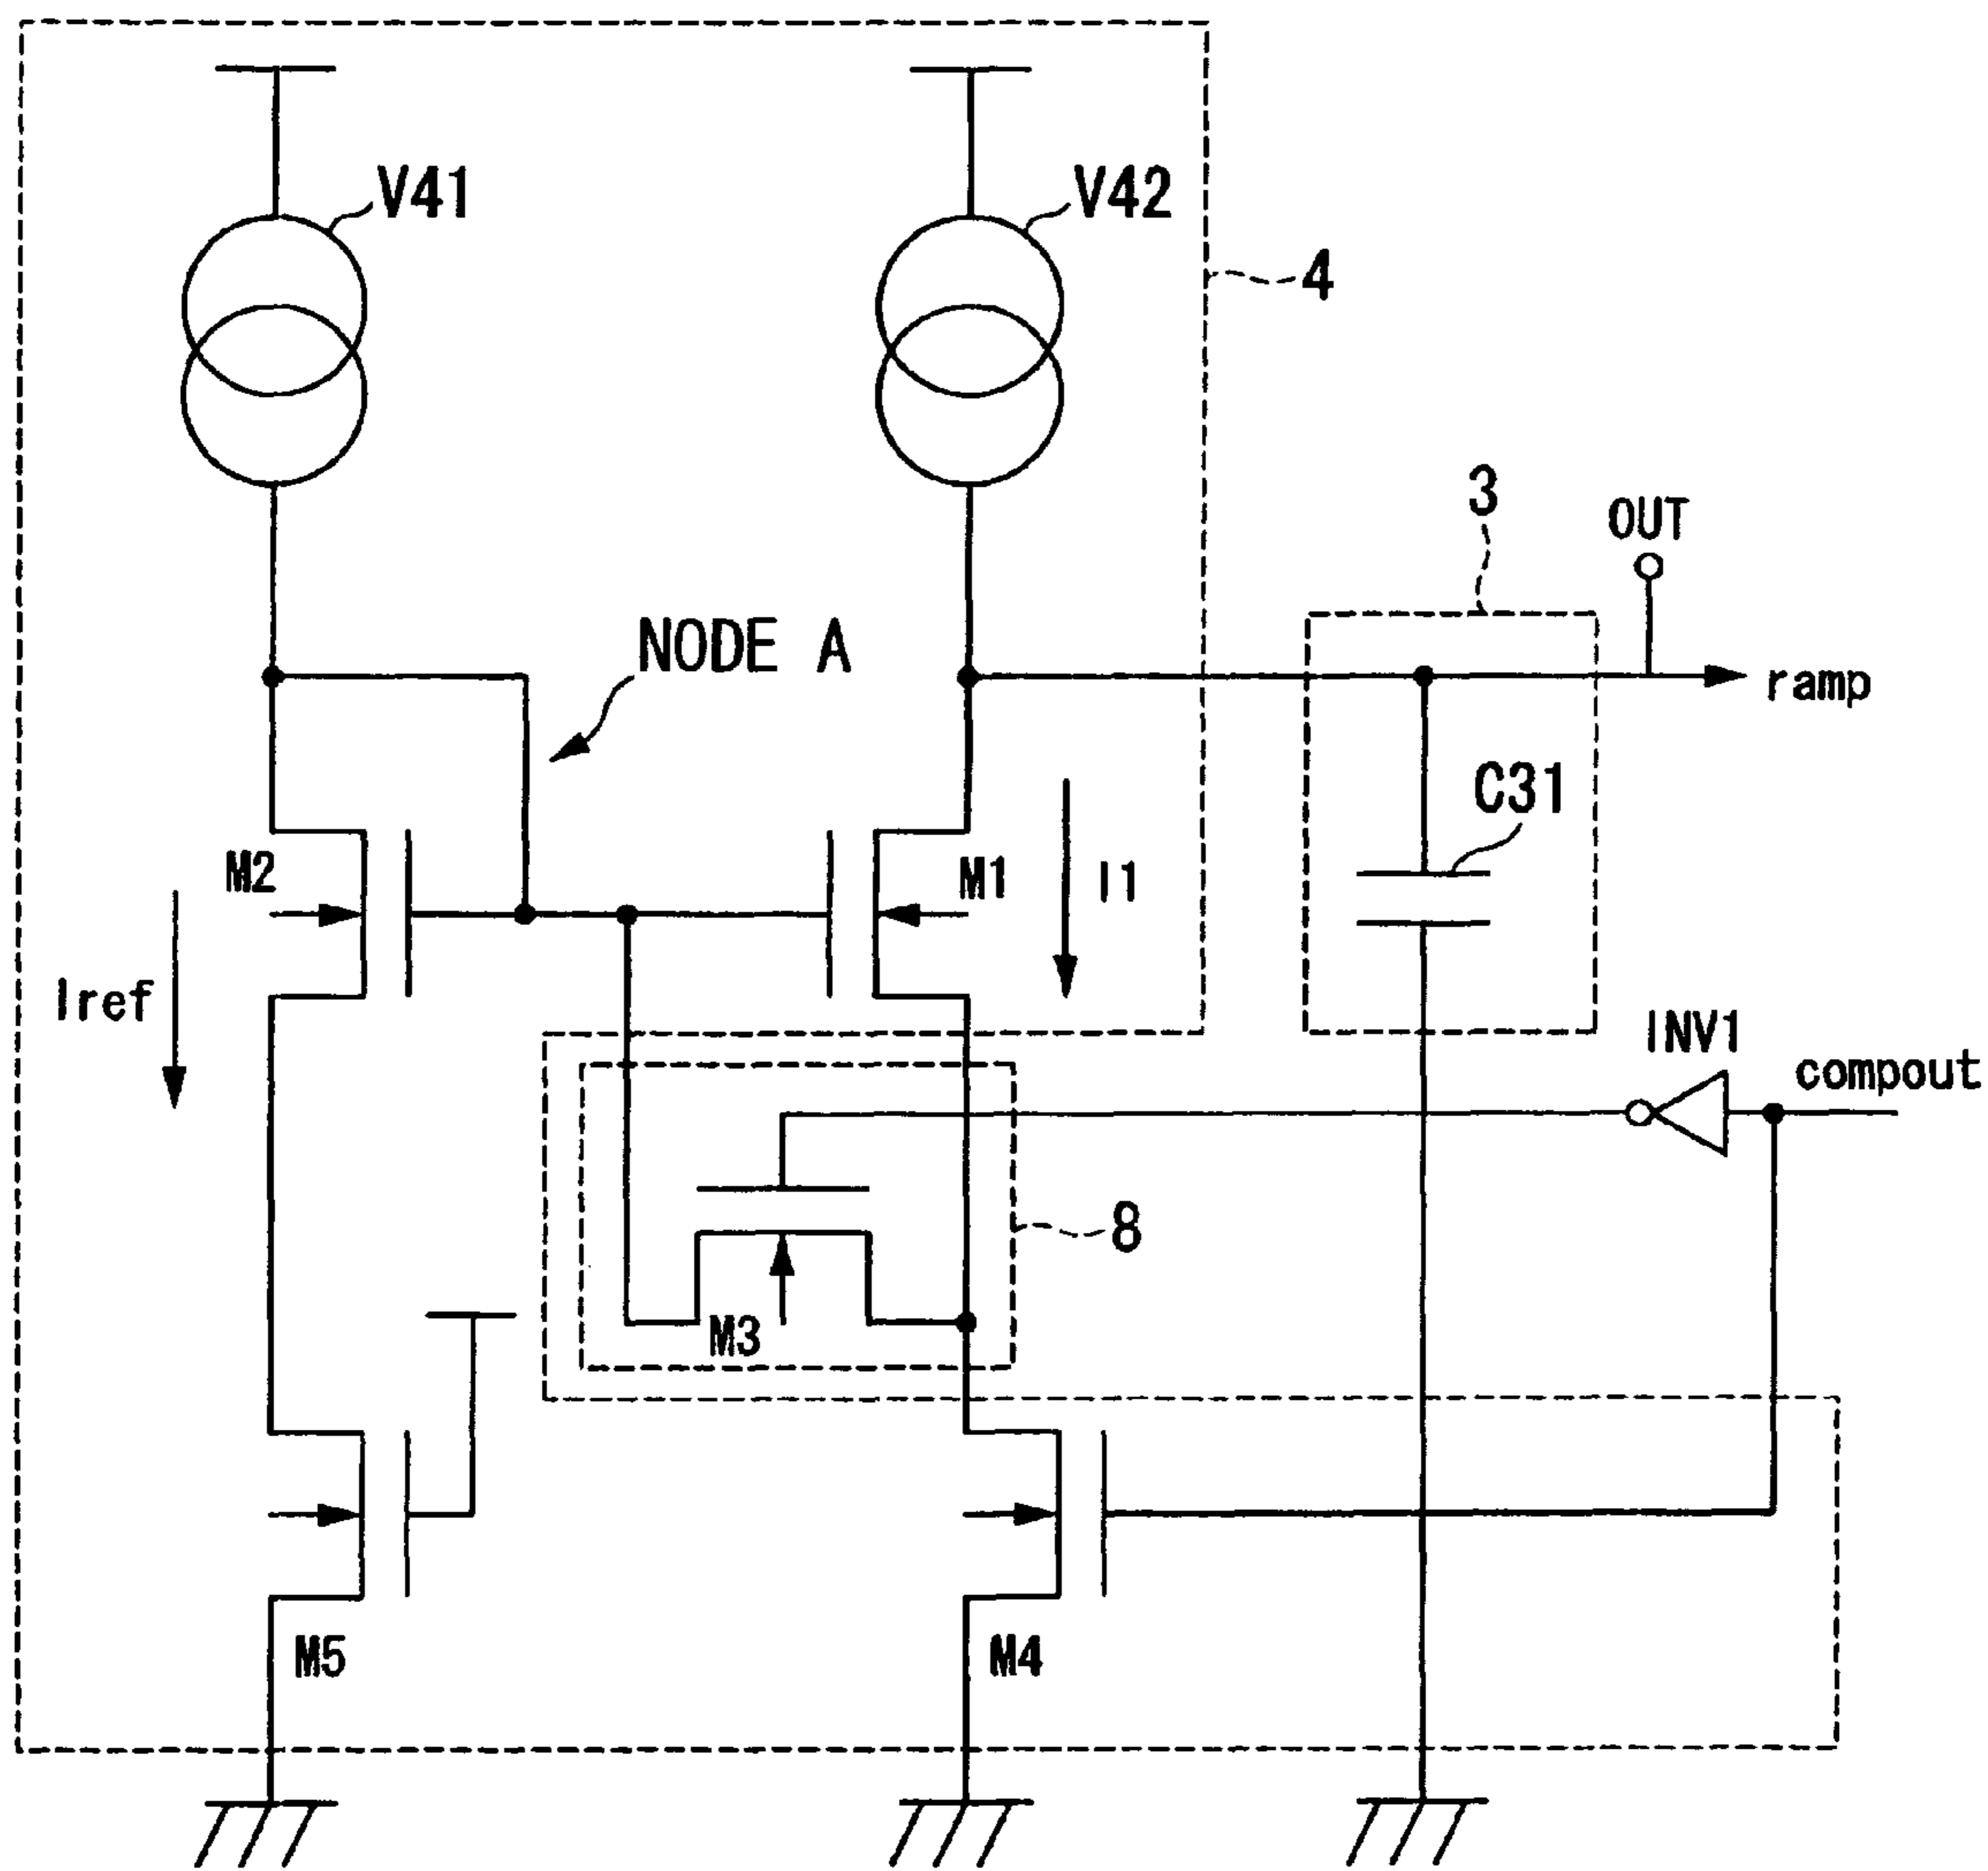 V41
V42
4
3
OUT
NODE A
ramp
C31
M2
M1
I1
Iref
INV1
compout
8
M3
M5
M4